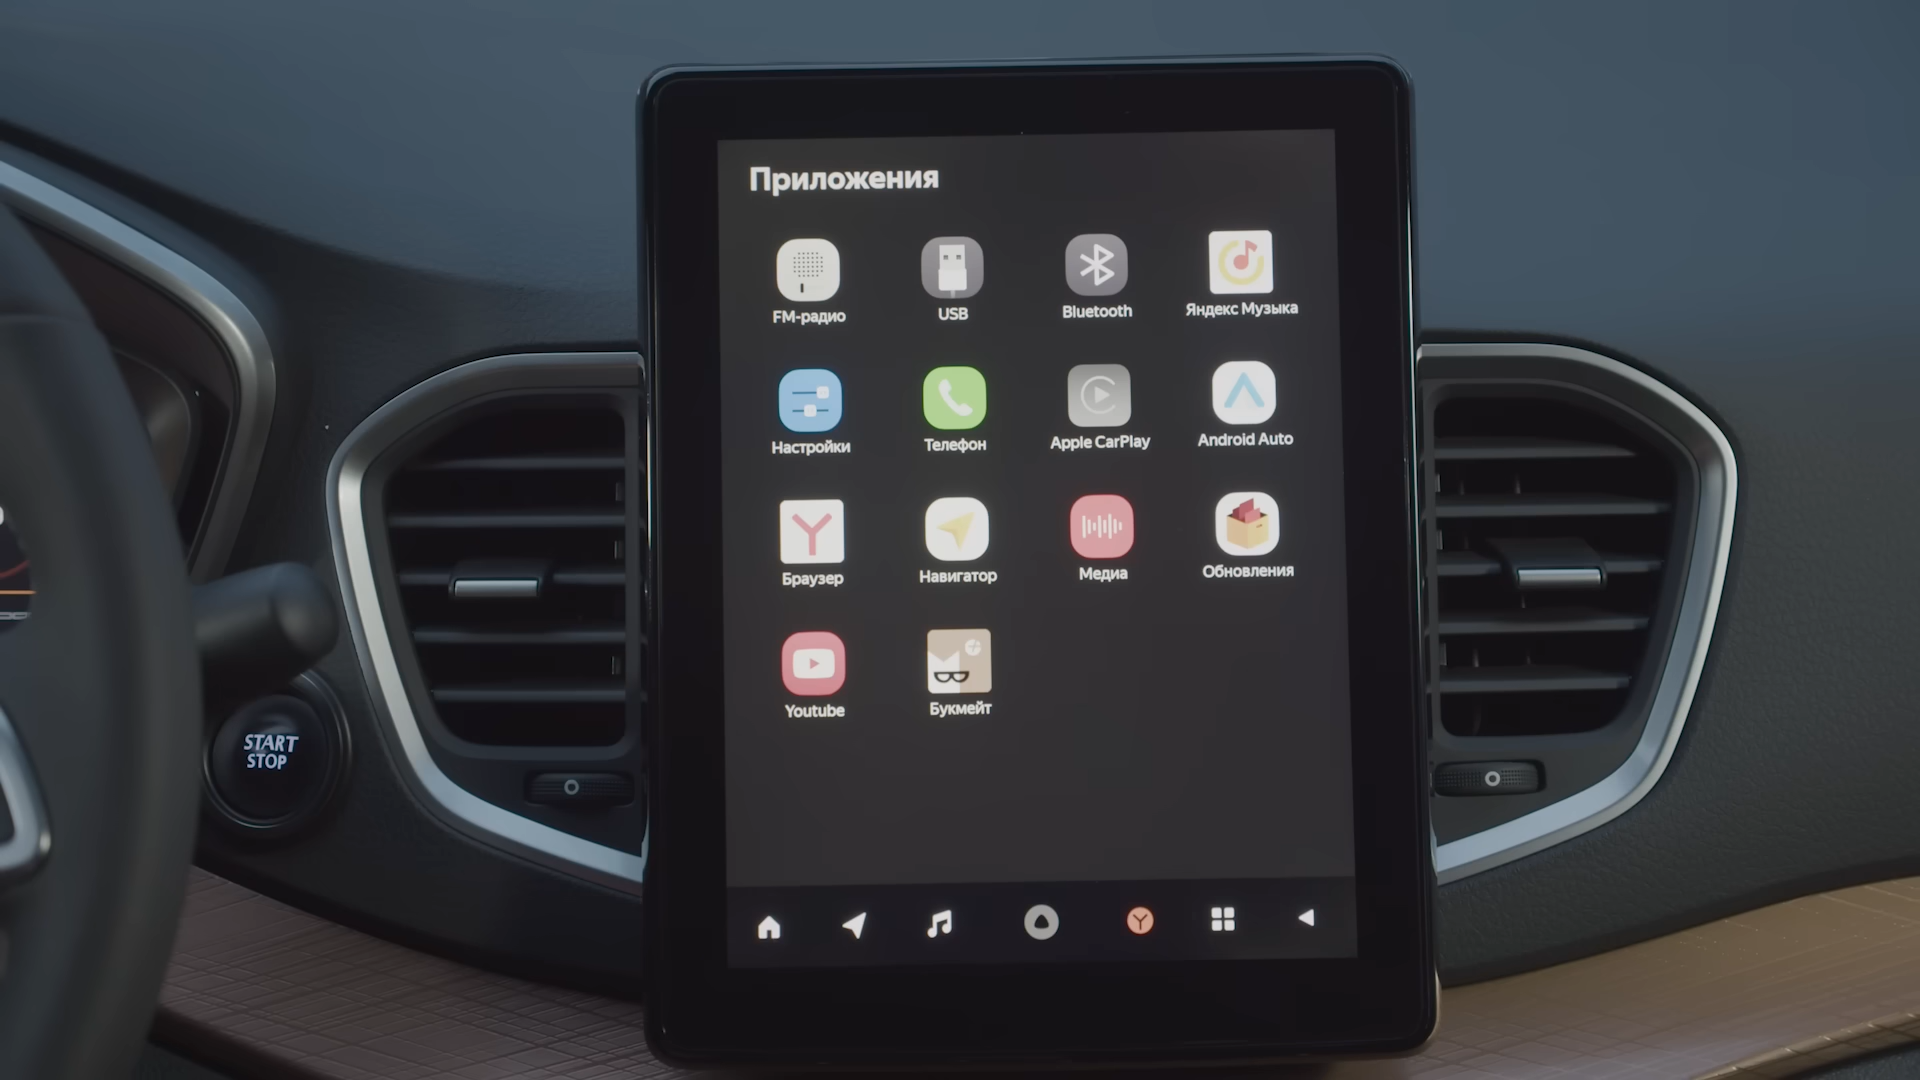 Приложения
FM-радио
USB
Bluetooth
Яндекс Музыка
Настройки
Телефон
Apple CarPlay
Android Auto
Браузер
Навигатор
Медиа
Обновления
Youtube
Букмейт
START
STOP